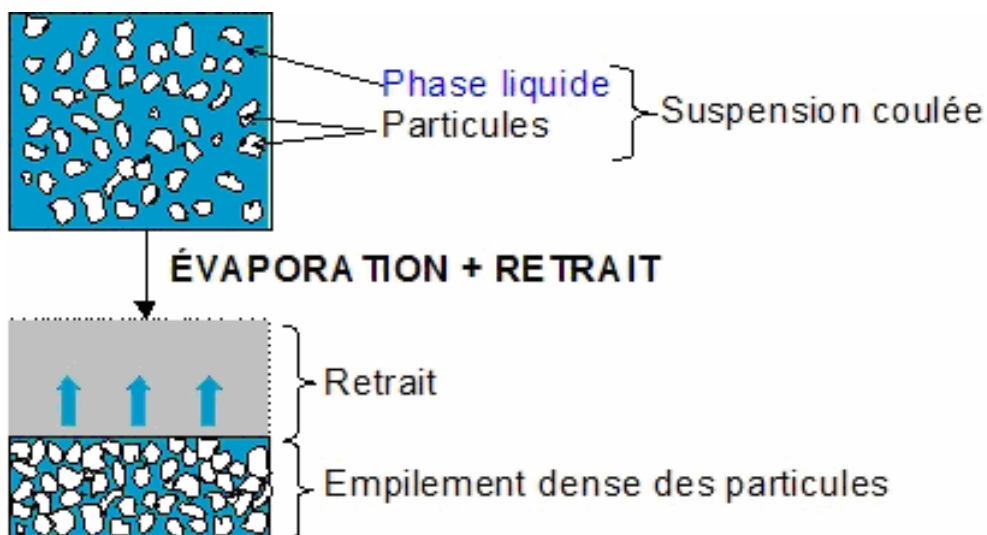 Phase liquide
Particules
Suspension coulée
ÉVAPORATION + RETRAIT
Retrait
Empilement dense des particules